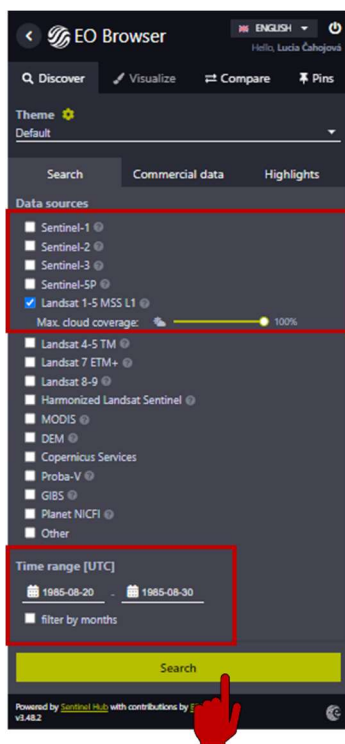 EO Browser
ENGLISH
Hello, Lucia Čahojová
Discover Visualize Compare Pins
Theme
Default
Search Commercial data Highlights
Data sources
Sentinel-1
Sentinel-2
Sentinel-3
Sentinel-5P
Landsat 1-5 MSS L1
Max. cloud coverage: 100%
Landsat 4-5 TM
Landsat 7 ETM+
Landsat 8-9
Harmonized Landsat Sentinel
MODIS
DEM
Copernicus Services
Proba-V
GIBS
Planet NICFI
Other
Time range [UTC]
1985-08-20 - 1985-08-30
filter by months
Search
Powered by Sentinel Hub with contributions by
v3.48.2